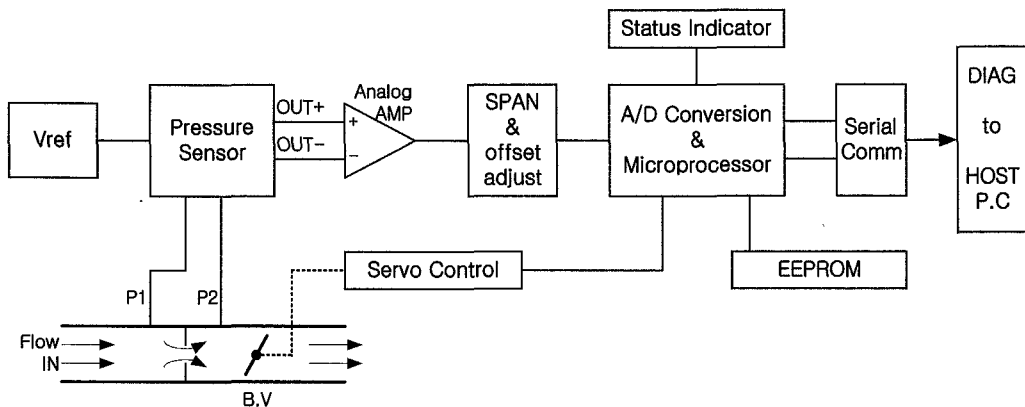 Status Indicator
Vref
Pressure
Sensor
OUT+
OUT−
Analog
AMP
+
−
SPAN
&
offset
adjust
A/D Conversion
&
Microprocessor
Serial
Comm
DIAG
to
HOST
P.C
Servo Control
EEPROM
P1
P2
Flow
IN
B.V